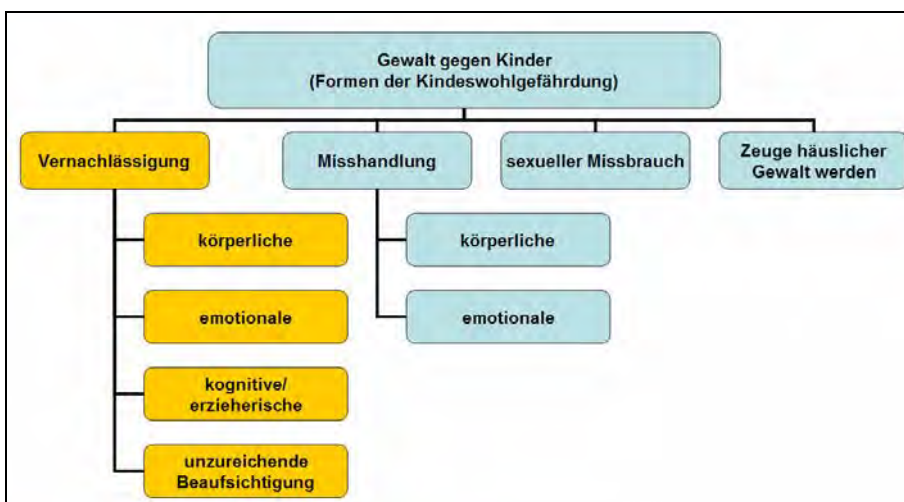 Gewalt gegen Kinder
(Formen der Kindeswohlgefährdung)
Vernachlässigung
Misshandlung
sexueller Missbrauch
Zeuge häuslicher
Gewalt werden
körperliche
körperliche
emotionale
emotionale
kognitive/
erzieherische
unzureichende
Beaufsichtigung